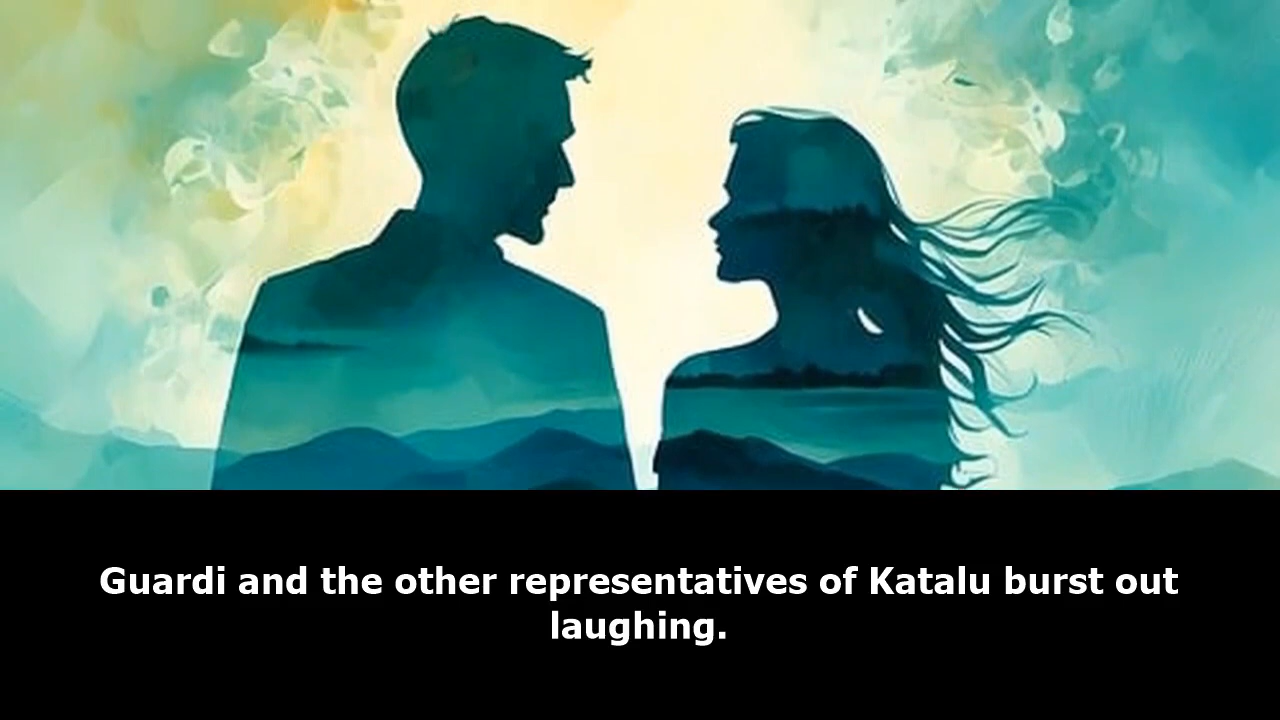 Guardi and the other representatives of Katalu burst out
laughing.